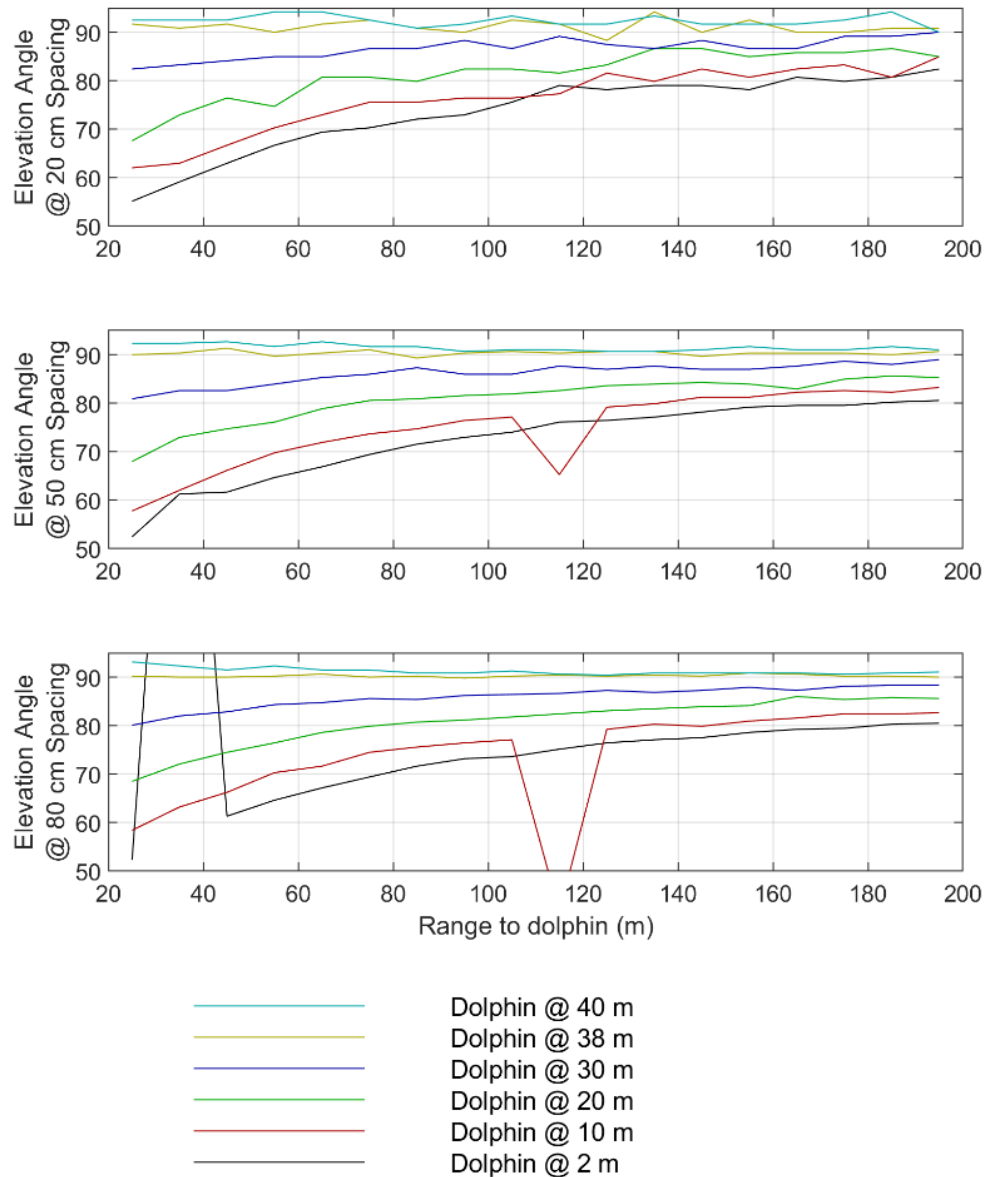 Elevation Angle
@ 20 cm Spacing
90
80
70
60
50
20 40 60 80 100 120 140 160 180 200
Elevation Angle
@ 50 cm Spacing
90
80
70
60
50
20 40 60 80 100 120 140 160 180 200
Elevation Angle
@ 80 cm Spacing
90
80
70
60
50
20 40 60 80 100 120 140 160 180 200
Range to dolphin (m)
Dolphin @ 40 m
Dolphin @ 38 m
Dolphin @ 30 m
Dolphin @ 20 m
Dolphin @ 10 m
Dolphin @ 2 m